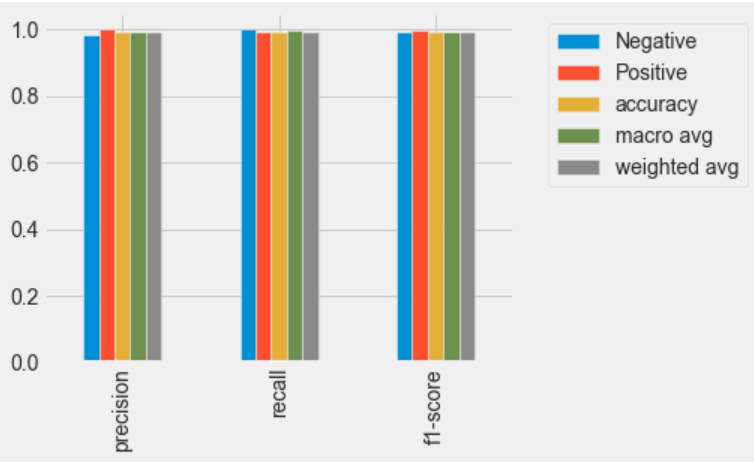 1.0
0.8
0.6
0.4
0.2
0.0
precision
recall
f1-score
Negative
Positive
accuracy
macro avg
weighted avg